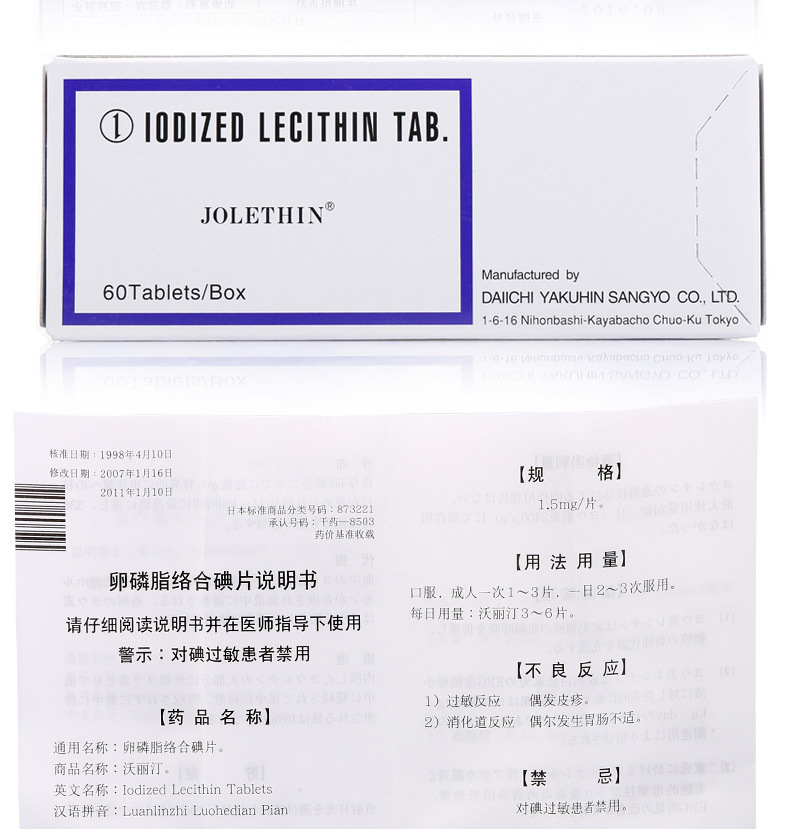 ① IODIZED LECITHIN TAB.
JOLETHIN®
60Tablets/Box
Manufactured by
DAIICHI YAKUHIN SANGYO CO., LTD.
1-6-16 Nihonbashi-Kayabacho Chuo-Ku Tokyo
核准日期：1998年4月10日
修改日期：2007年1月16日
2011年1月10日
日本标准商品分类号码：873221
承认号码：千药—8503
药价基准收载
卵磷脂络合碘片说明书
请仔细阅读说明书并在医师指导下使用
警示：对碘过敏患者禁用
【药品名称】
通用名称：卵磷脂络合碘片。
商品名称：沃丽汀。
英文名称：Iodized Lecithin Tablets
汉语拼音：Luanlinzhi Luohedian Pian
【规 格】
1.5mg/片。
【用法用量】
口服，成人一次1～3片，一日2～3次服用。
每日用量：沃丽汀3～6片。
【不良反应】
1）过敏反应 偶发皮疹。
2）消化道反应 偶尔发生胃肠不适。
【禁 忌】
对碘过敏患者禁用。